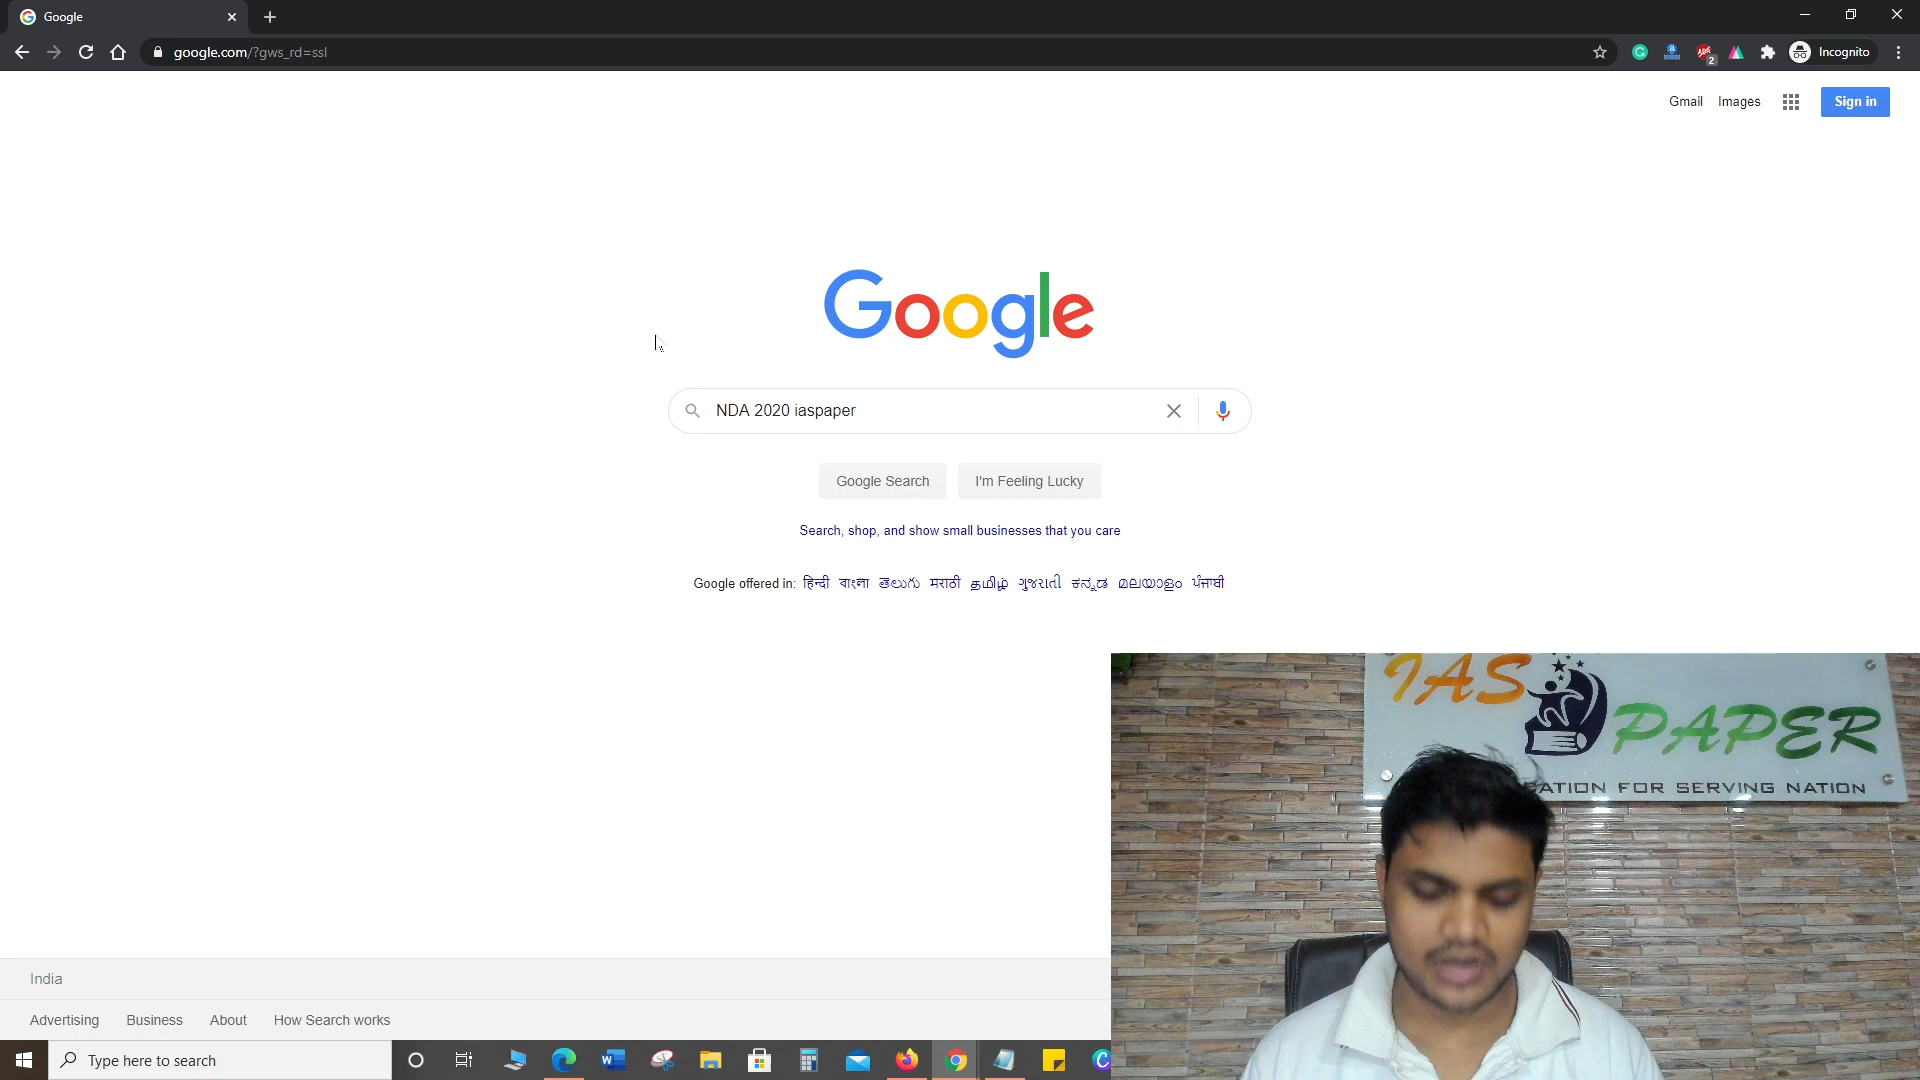 Google
google.com/?gws_rd=ssl
2
Incognito
Gmail Images Sign in
Google
NDA 2020 iaspaper
Google Search I'm Feeling Lucky
Search, shop, and show small businesses that you care
Google offered in: हिन्दी বাংলা తెలుగు मराठी தமிழ் ગુજરાતી ಕನ್ನಡ മലയാളം ਪੰਜਾਬੀ
IAS
PAPER
ATION FOR SERVING NATION
India
Advertising Business About How Search works
Type here to search